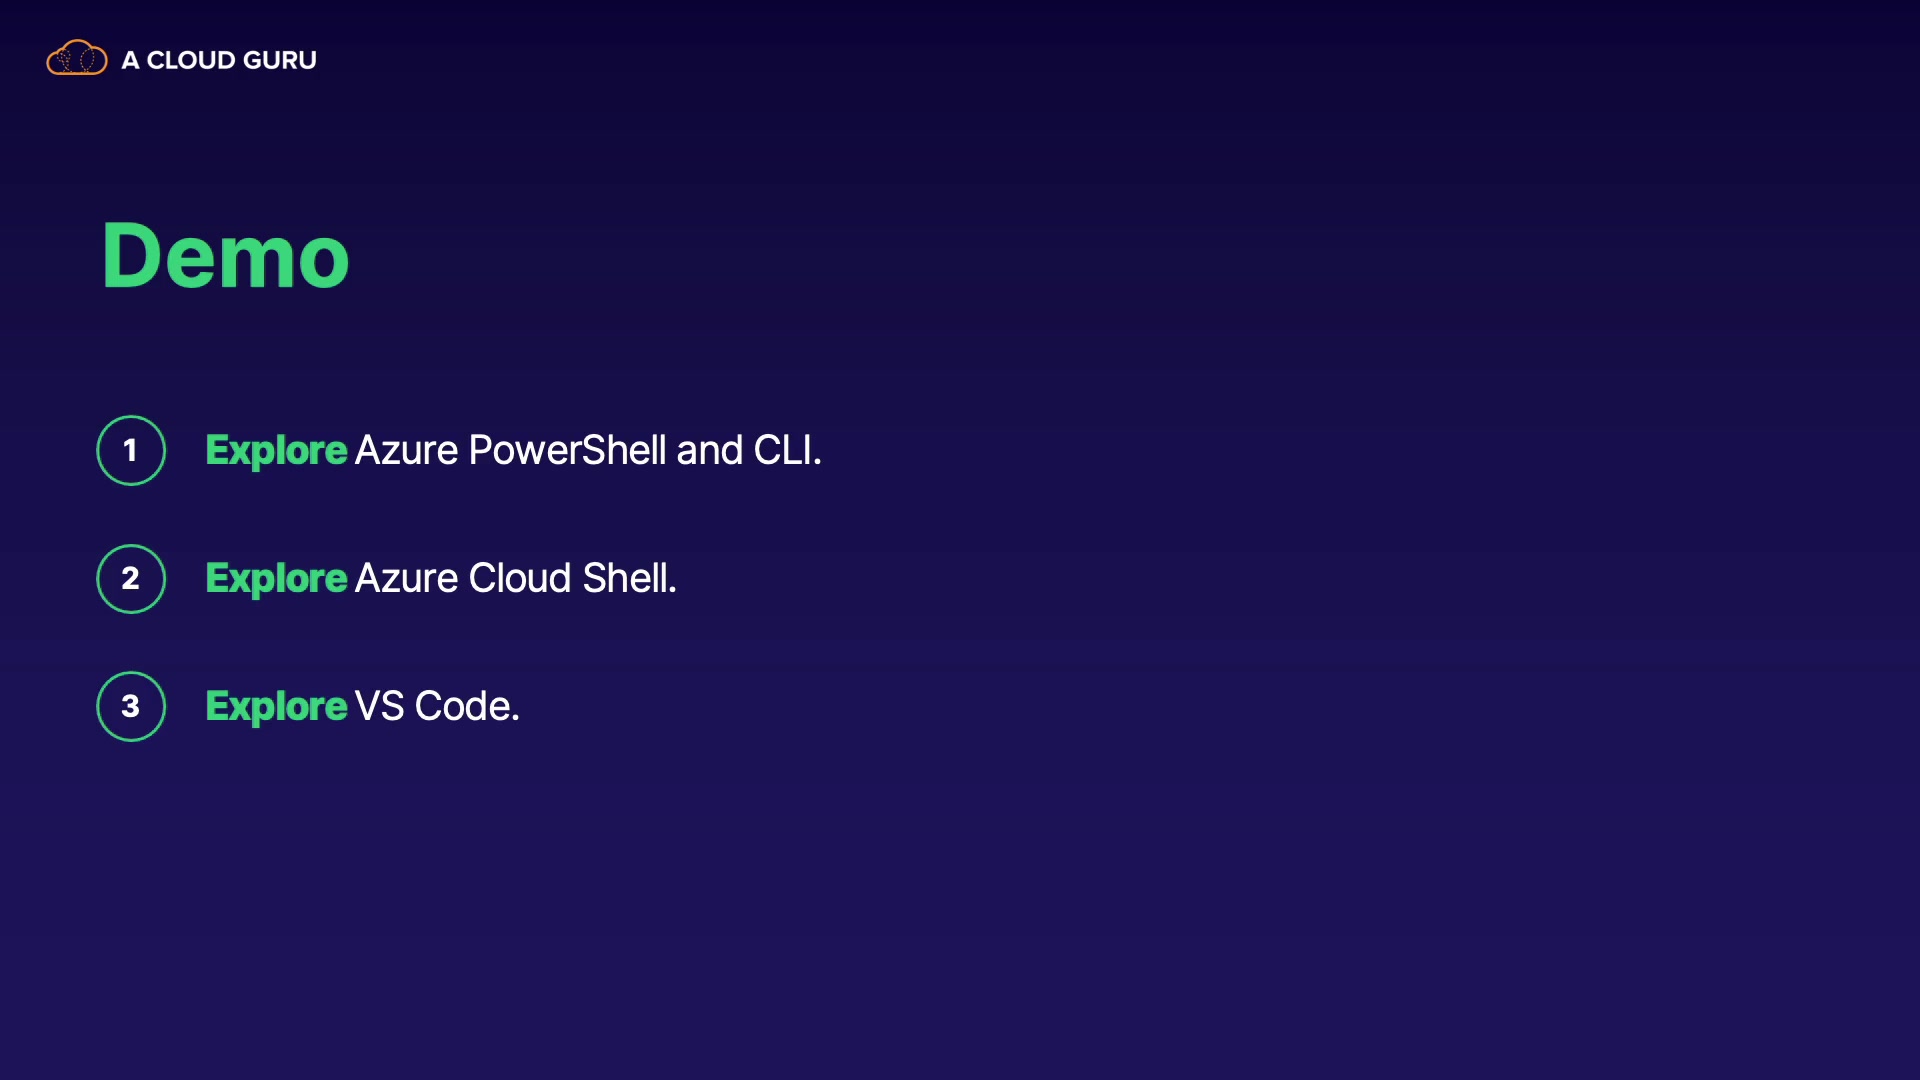 A CLOUD GURU
Demo
1 Explore Azure PowerShell and CLI.
2 Explore Azure Cloud Shell.
3 Explore VS Code.